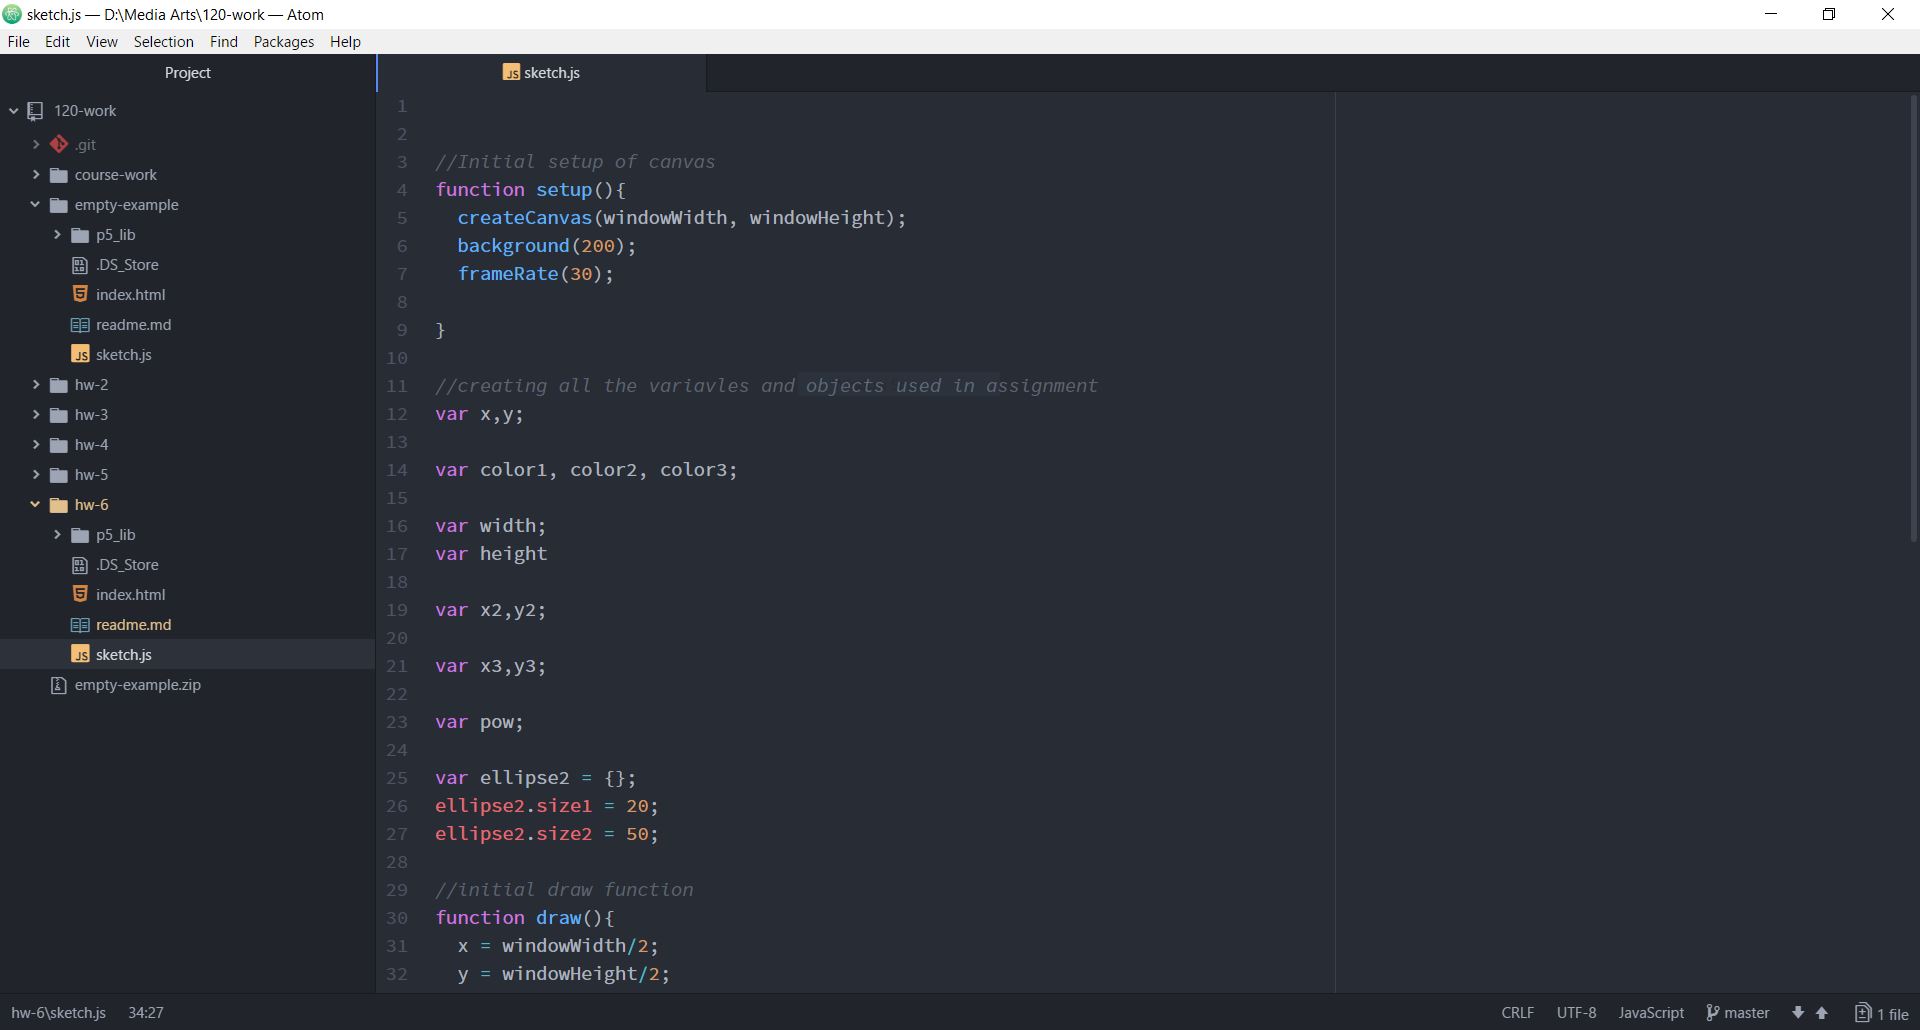 sketch.js — D:\Media Arts\120-work — Atom
File Edit View Selection Find Packages Help
Project
sketch.js
120-work
.git
course-work
empty-example
p5_lib
.DS_Store
index.html
readme.md
sketch.js
hw-2
hw-3
hw-4
hw-5
hw-6
p5_lib
.DS_Store
index.html
readme.md
sketch.js
empty-example.zip
1
2
3 //Initial setup of canvas
4 function setup(){
5   createCanvas(windowWidth, windowHeight);
6   background(200);
7   frameRate(30);
8
9 }
10
11 //creating all the variavles and objects used in assignment
12 var x,y;
13
14 var color1, color2, color3;
15
16 var width;
17 var height
18
19 var x2,y2;
20
21 var x3,y3;
22
23 var pow;
24
25 var ellipse2 = {};
26 ellipse2.size1 = 20;
27 ellipse2.size2 = 50;
28
29 //initial draw function
30 function draw(){
31   x = windowWidth/2;
32   y = windowHeight/2;
hw-6\sketch.js 34:27 CRLF UTF-8 JavaScript master 1 file